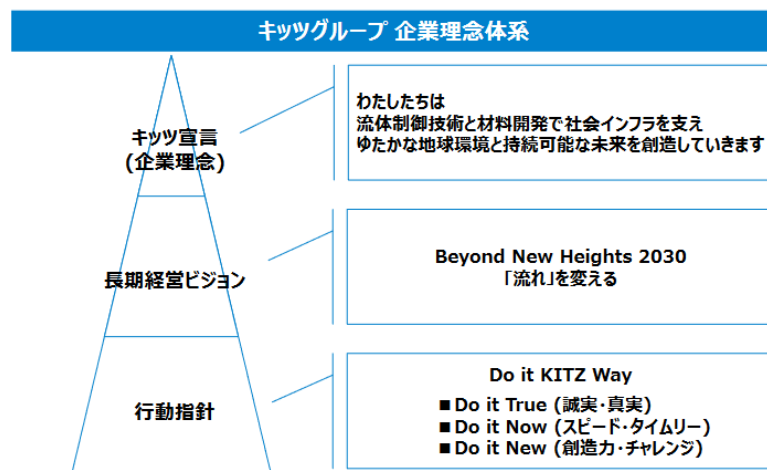 キッツグループ 企業理念体系
キッツ宣言
(企業理念)
わたしたちは
流体制御技術と材料開発で社会インフラを支え
ゆたかな地球環境と持続可能な未来を創造していきます
長期経営ビジョン
Beyond New Heights 2030
「流れ」を変える
行動指針
Do it KITZ Way
■Do it True (誠実・真実)
■Do it Now (スピード・タイムリー)
■Do it New (創造力・チャレンジ)